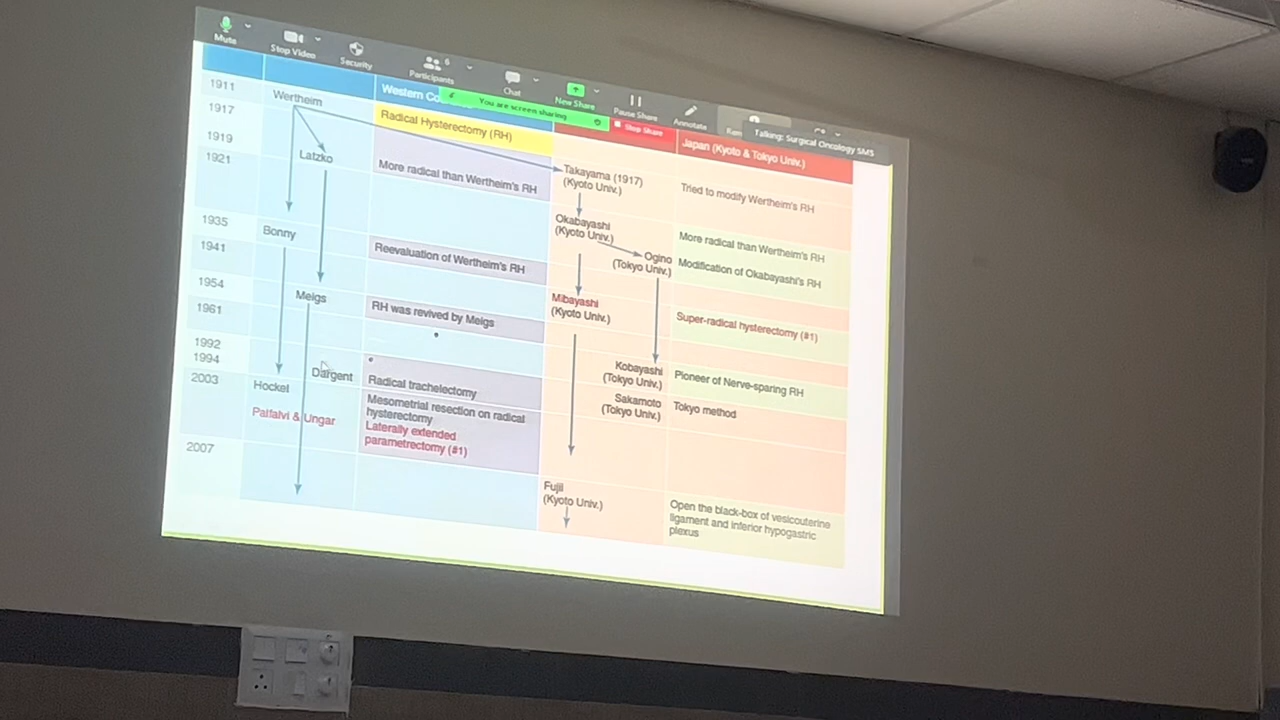 Mute
Stop Video
Security
Participants
6
Chat
New Share
Pause Share
Annotate
You are screen sharing
Stop Share
Talking: Surgical Oncology SMS
Western
Japan (Kyoto & Tokyo Univ.)
1911
Wertheim
Radical Hysterectomy (RH)
1917
Takayama (1917)
(Kyoto Univ.)
Tried to modify Wertheim's RH
1919
Latzko
More radical than Wertheim's RH
1921
Okabayashi
(Kyoto Univ.)
More radical than Wertheim's RH
Ogino
(Tokyo Univ.)
Modification of Okabayashi's RH
1935
Bonny
Reevaluation of Wertheim's RH
1941
Mibayashi
(Kyoto Univ.)
Super-radical hysterectomy (#1)
1954
Meigs
RH was revived by Meigs
1961
Kobayashi
(Tokyo Univ.)
Pioneer of Nerve-sparing RH
1992
Sakamoto
(Tokyo Univ.)
Tokyo method
1994
Dargent
Radical trachelectomy
2003
Hockel
Mesometrial resection on radical
hysterectomy
Palfalvi & Ungar
Laterally extended
parametrectomy (#1)
2007
Fujii
(Kyoto Univ.)
Open the black-box of vesicouterine
ligament and inferior hypogastric
plexus